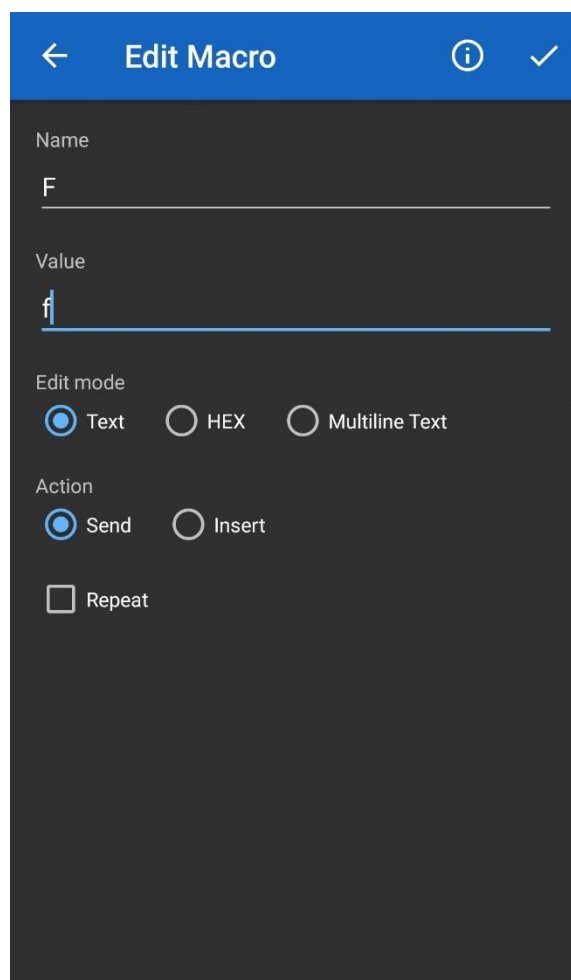 Edit Macro
Name
F
Value
f
Edit mode
Text HEX Multiline Text
Action
Send Insert
Repeat